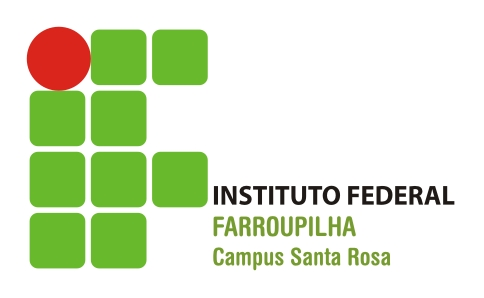 INSTITUTO FEDERAL
FARROUPILHA
Campus Santa Rosa